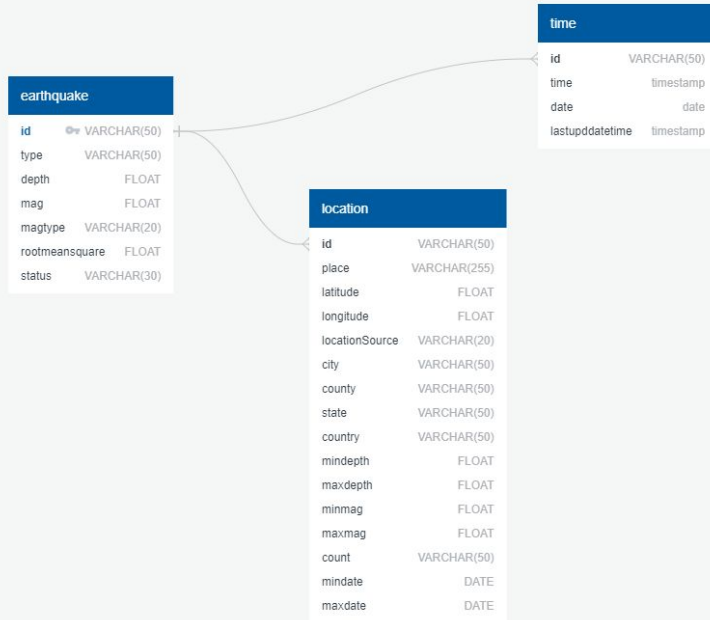 time
id VARCHAR(50)
time timestamp
date date
lastupddatetime timestamp
earthquake
id VARCHAR(50)
type VARCHAR(50)
depth FLOAT
mag FLOAT
magtype VARCHAR(20)
rootmeansquare FLOAT
status VARCHAR(30)
location
id VARCHAR(50)
place VARCHAR(255)
latitude FLOAT
longitude FLOAT
locationSource VARCHAR(20)
city VARCHAR(50)
county VARCHAR(50)
state VARCHAR(50)
country VARCHAR(50)
mindepth FLOAT
maxdepth FLOAT
minmag FLOAT
maxmag FLOAT
count VARCHAR(50)
mindate DATE
maxdate DATE